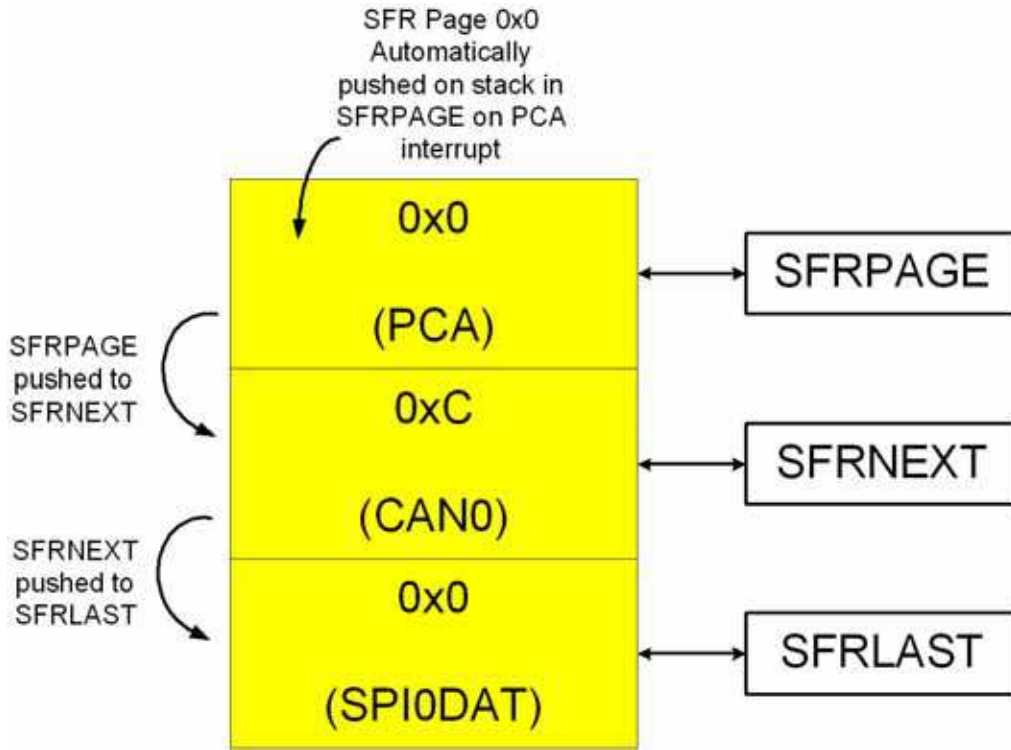 SFR Page 0x0
Automatically
pushed on stack in
SFRPAGE on PCA
interrupt
0x0
(PCA)
SFRPAGE
SFRPAGE
pushed to
SFRNEXT
0xC
(CAN0)
SFRNEXT
SFRNEXT
pushed to
SFRLAST
0x0
(SPI0DAT)
SFRLAST